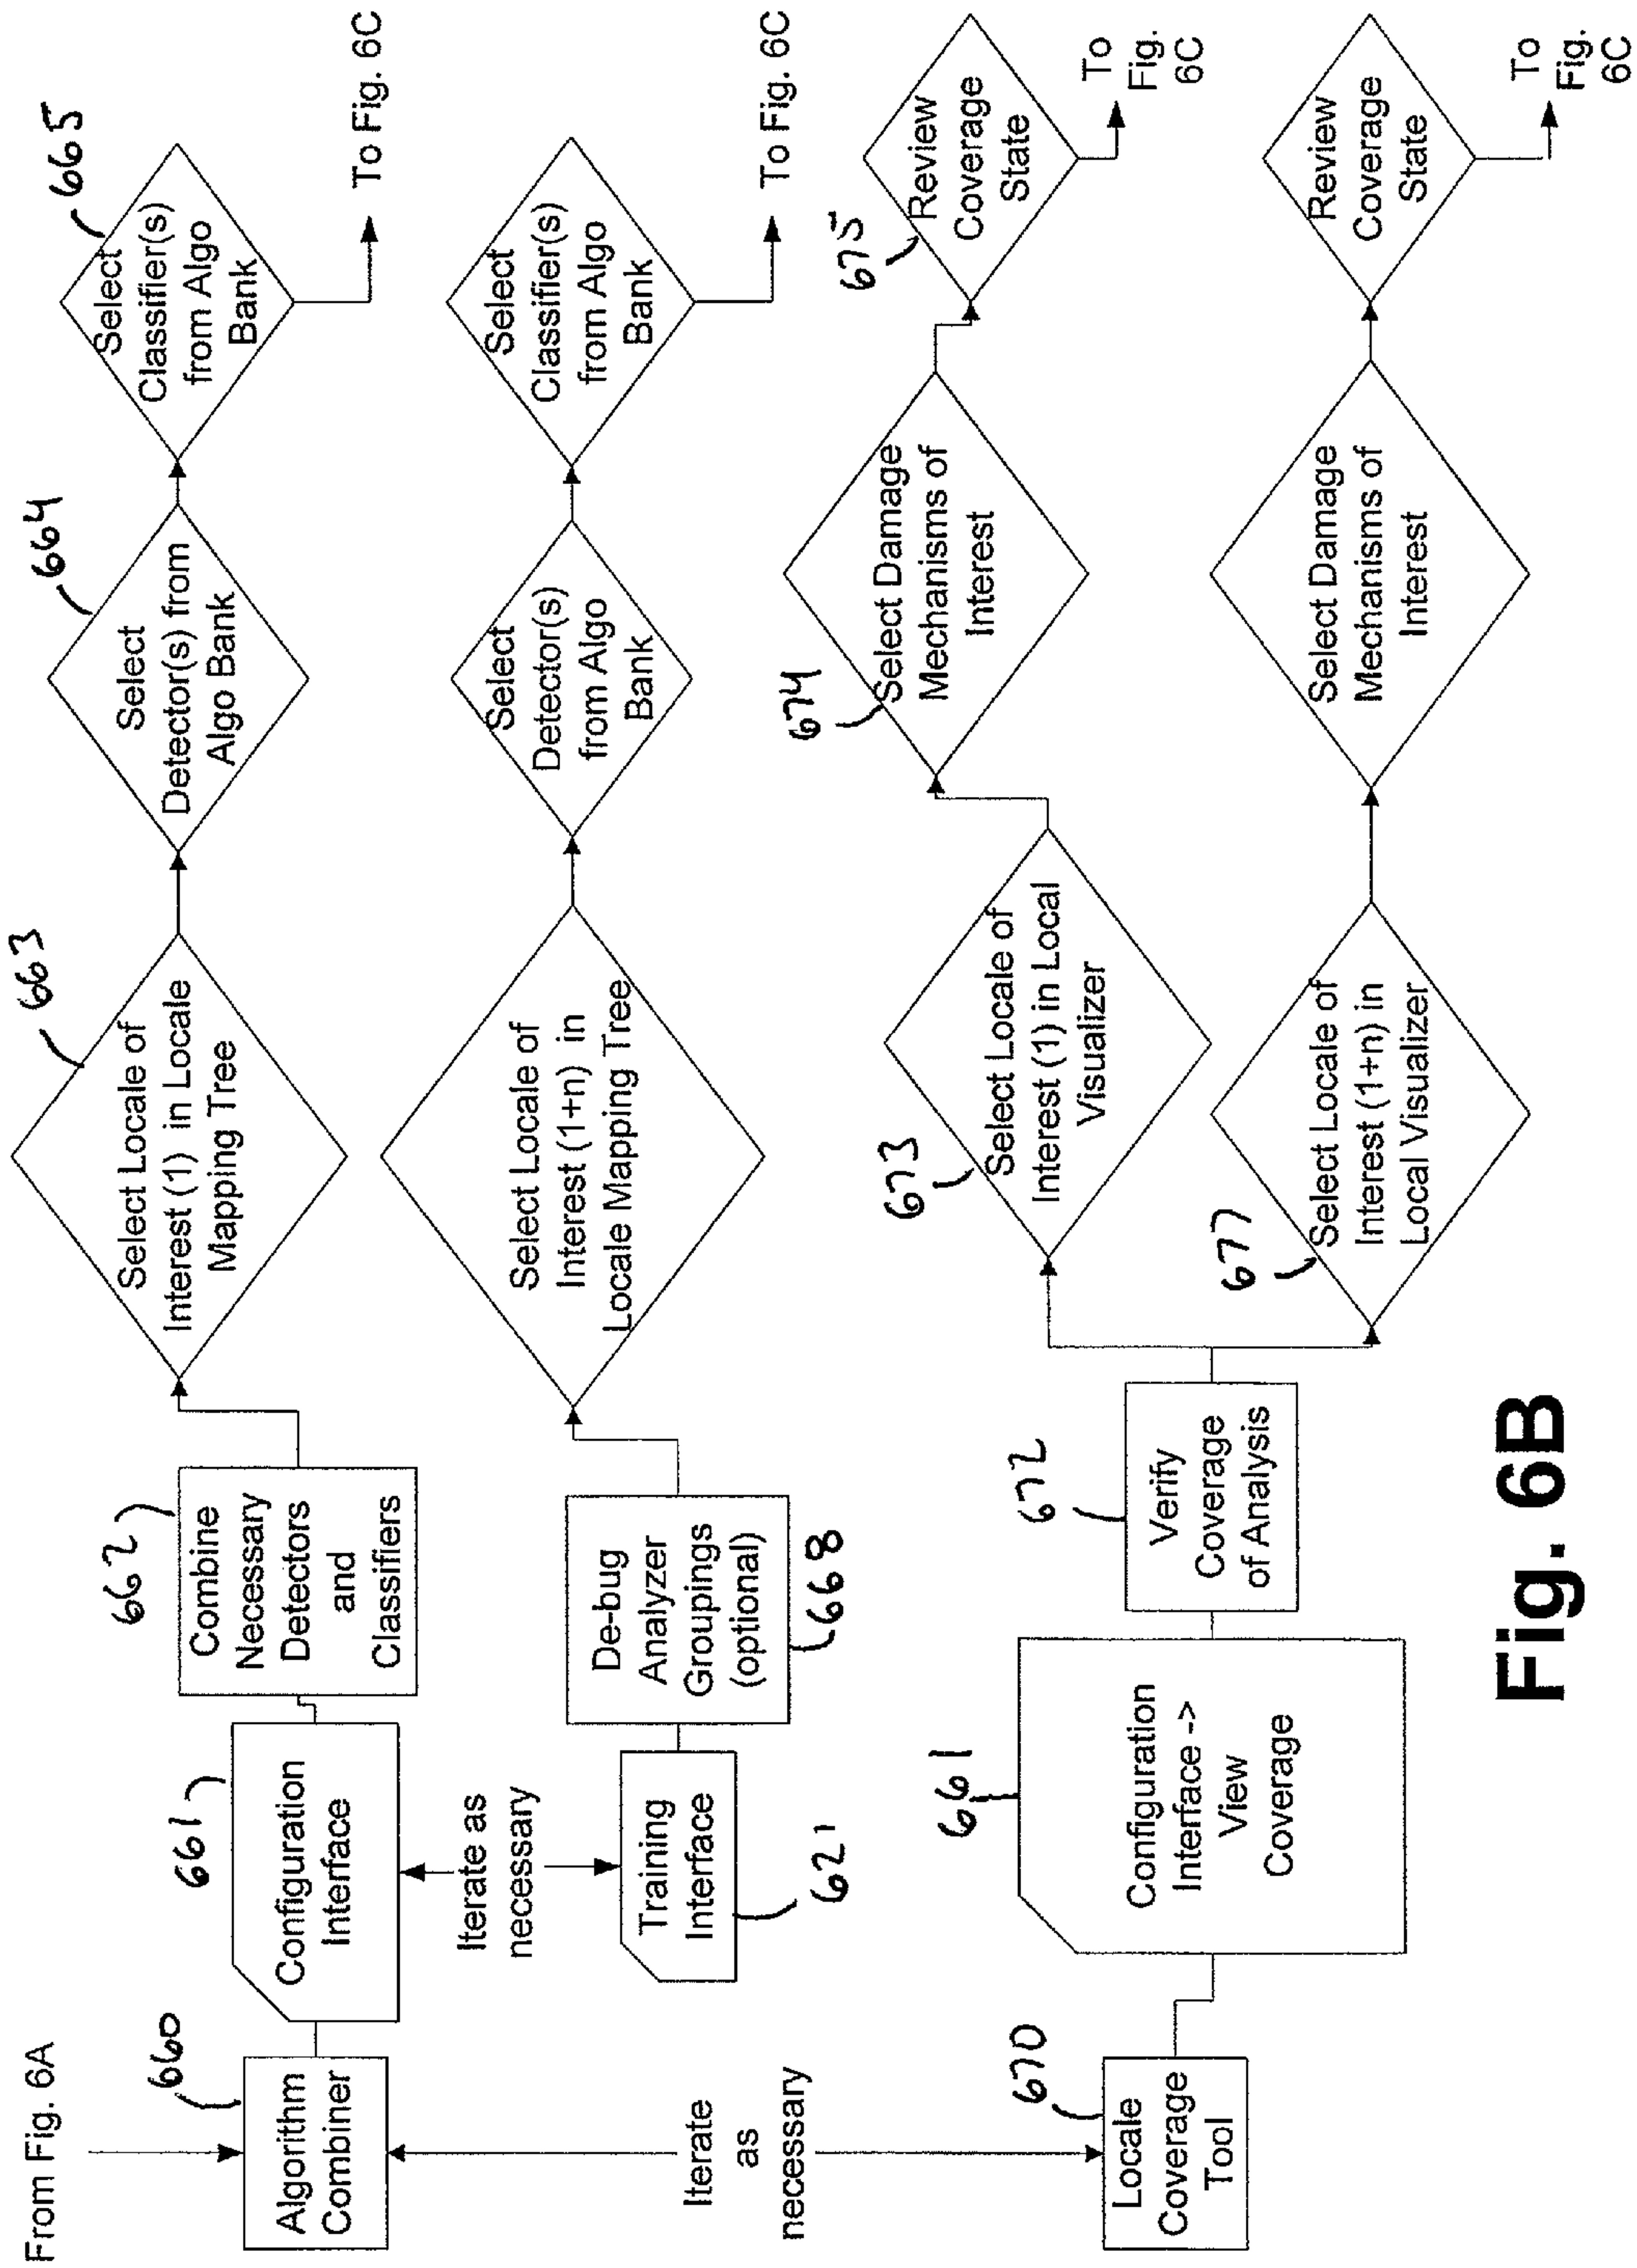 From Fig. 6A
660
Algorithm
Combiner
661
Configuration
Interface
662
Combine
Necessary
Detectors
and
Classifiers
663
Select Locale of
Interest (1) in Locale
Mapping Tree
664
Select
Detector(s) from
Algo Bank
665
Select
Classifier(s)
from Algo
Bank
To Fig. 6C
Iterate as
necessary
Training
Interface
621
De-bug
Analyzer
Groupings
(optional)
668
Select Locale of
Interest (1+n) in
Locale Mapping Tree
Select
Detector(s)
from Algo
Bank
Select
Classifier(s)
from Algo
Bank
To Fig. 6C
Iterate
as
necessary
670
Locale
Coverage
Tool
661
Configuration
Interface ->
View
Coverage
672
Verify
Coverage
of Analysis
673
Select Locale of
Interest (1) in Local
Visualizer
674
Select Damage
Mechanisms of
Interest
675
Review
Coverage
State
To
Fig.
6C
677
Select Locale of
Interest (1+n) in
Local Visualizer
Select Damage
Mechanisms of
Interest
Review
Coverage
State
To
Fig.
6C
Fig. 6B